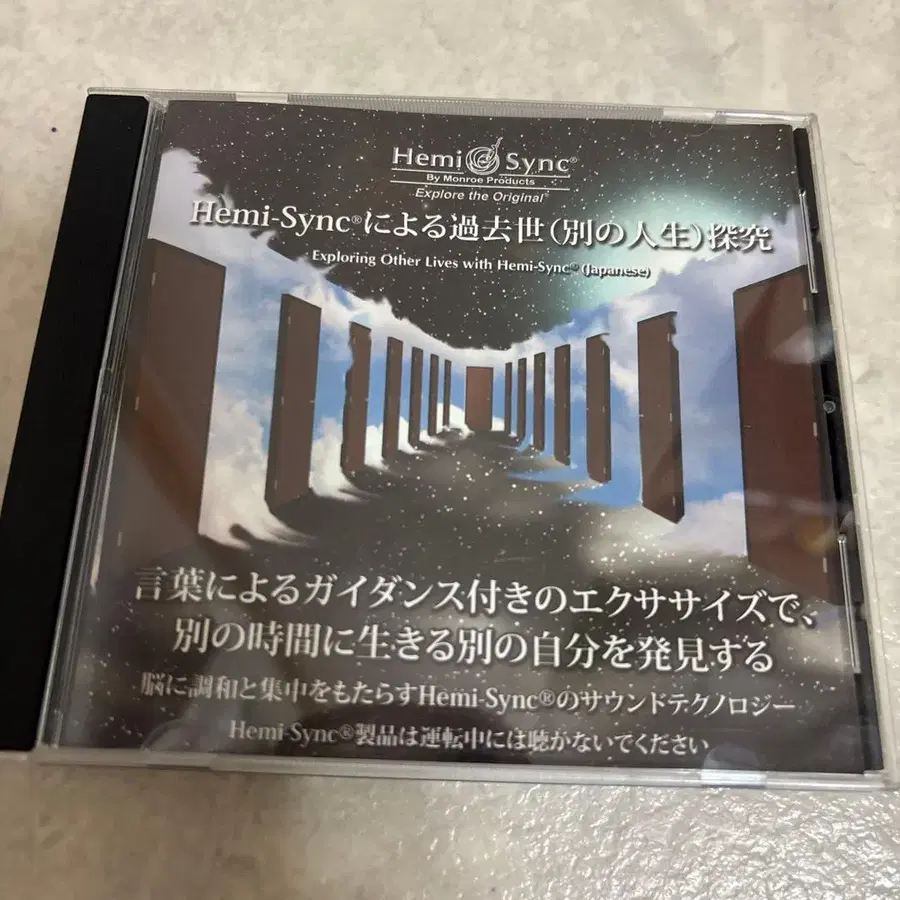 Hemi Sync®
By Monroe Products
Explore the Original
Hemi-Sync®による過去世(別の人生)探究
Exploring Other Lives with Hemi-Sync® (Japanese)
言葉によるガイダンス付きのエクササイズで、
別の時間に生きる別の自分を発見する
脳に調和と集中をもたらすHemi-Sync®のサウンドテクノロジー
Hemi-Sync®製品は運転中には聴かないでください